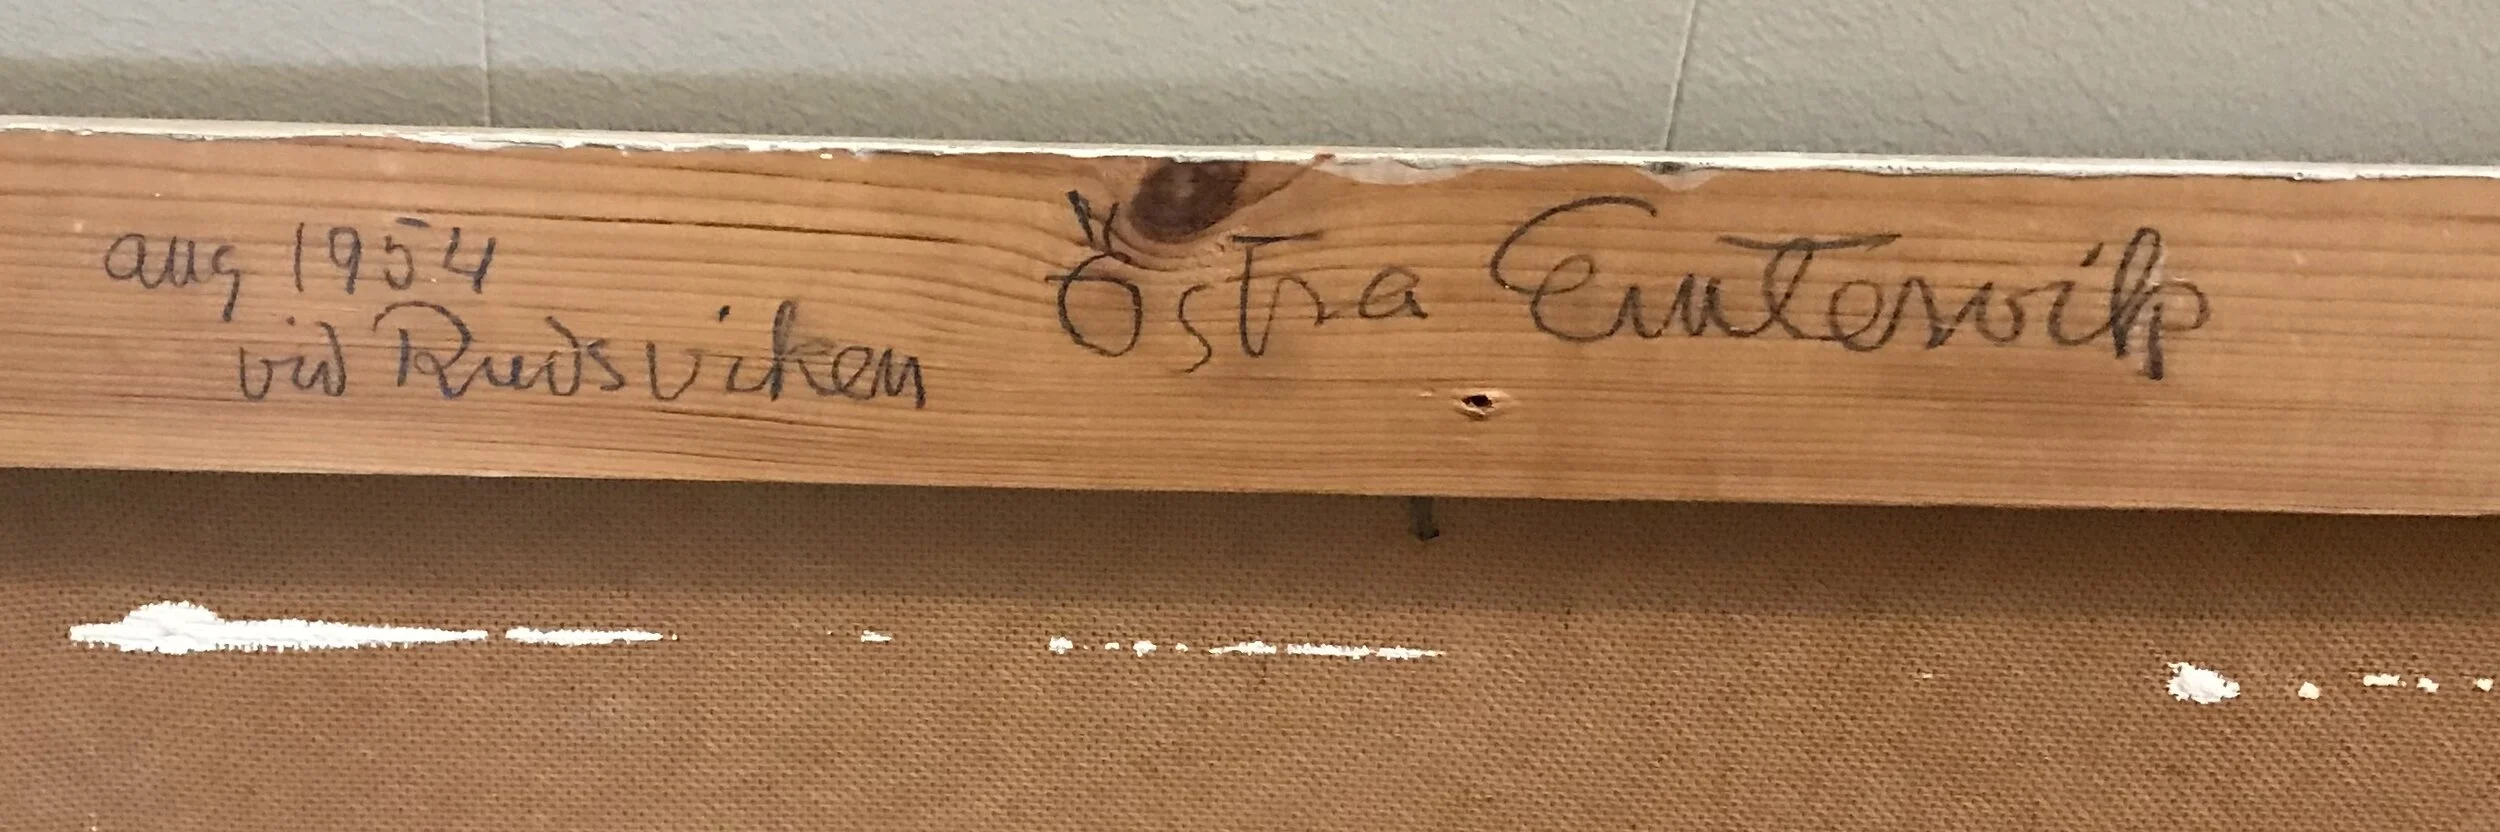 aug 1954
vid Rudsviken
Östra Emtervik